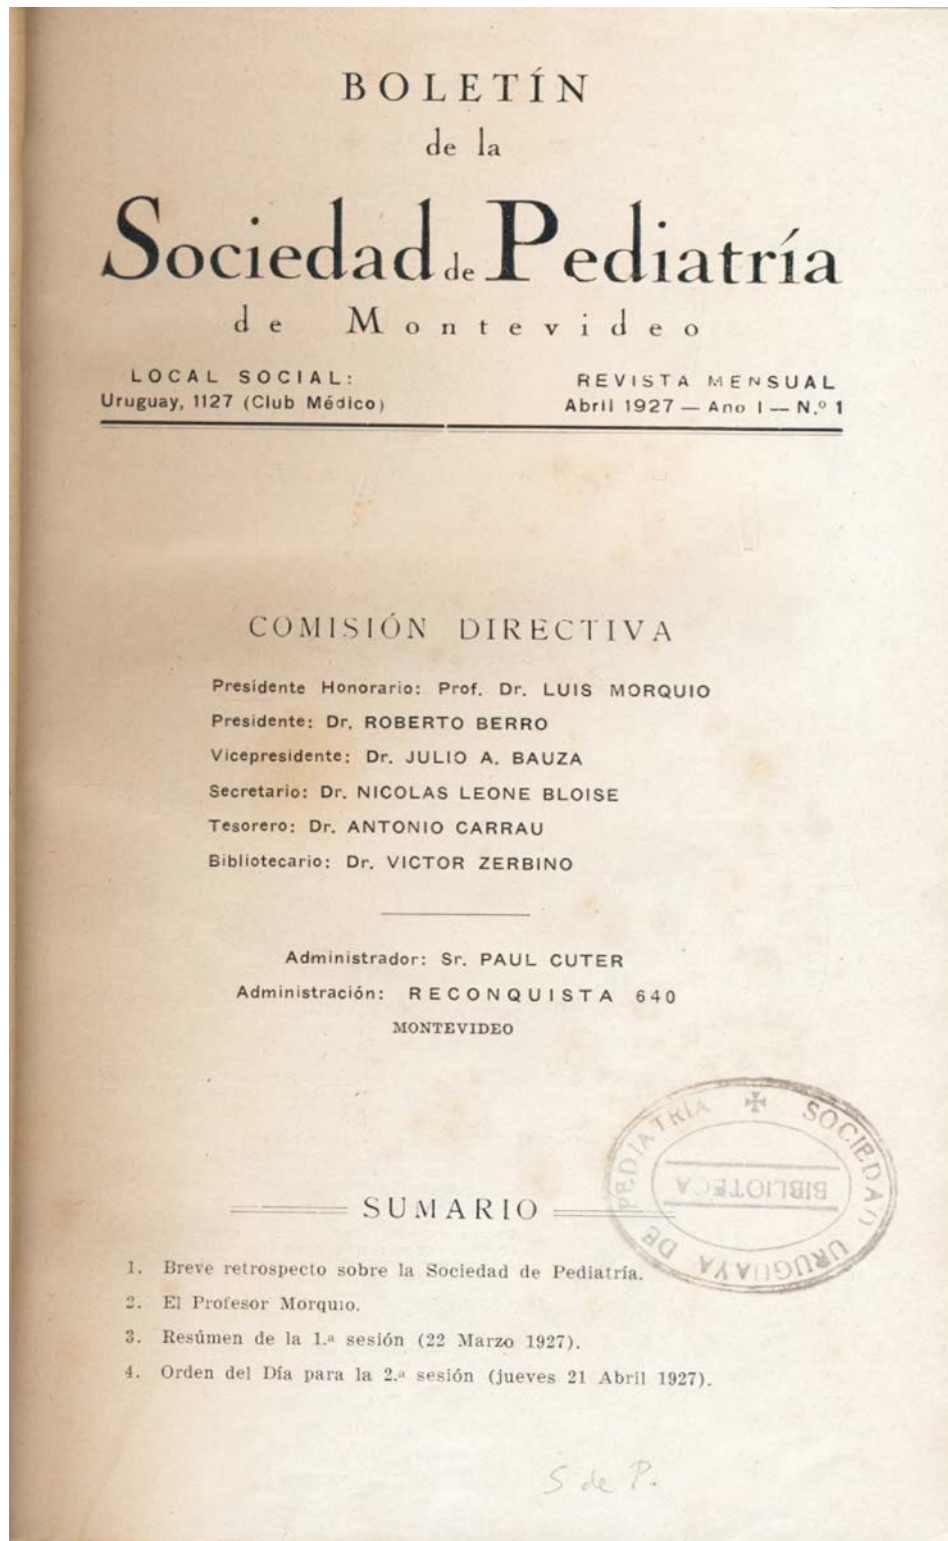 BOLETÍN
de la
Sociedad de Pediatría
de Montevideo
LOCAL SOCIAL:
Uruguay, 1127 (Club Médico)
REVISTA MENSUAL
Abril 1927 — Ano I — N.º 1
COMISIÓN DIRECTIVA
Presidente Honorario: Prof. Dr. LUIS MORQUIO
Presidente: Dr. ROBERTO BERRO
Vicepresidente: Dr. JULIO A. BAUZA
Secretario: Dr. NICOLAS LEONE BLOISE
Tesorero: Dr. ANTONIO CARRAU
Bibliotecario: Dr. VICTOR ZERBINO
Administrador: Sr. PAUL CUTER
Administración: RECONQUISTA 640
MONTEVIDEO
SOCIEDAD URUGUAYA DE PEDIATRÍA
BIBLIOTECA
SUMARIO
1. Breve retrospecto sobre la Sociedad de Pediatría.
2. El Profesor Morquio.
3. Resúmen de la 1.ª sesión (22 Marzo 1927).
4. Orden del Día para la 2.ª sesión (jueves 21 Abril 1927).
S de P.